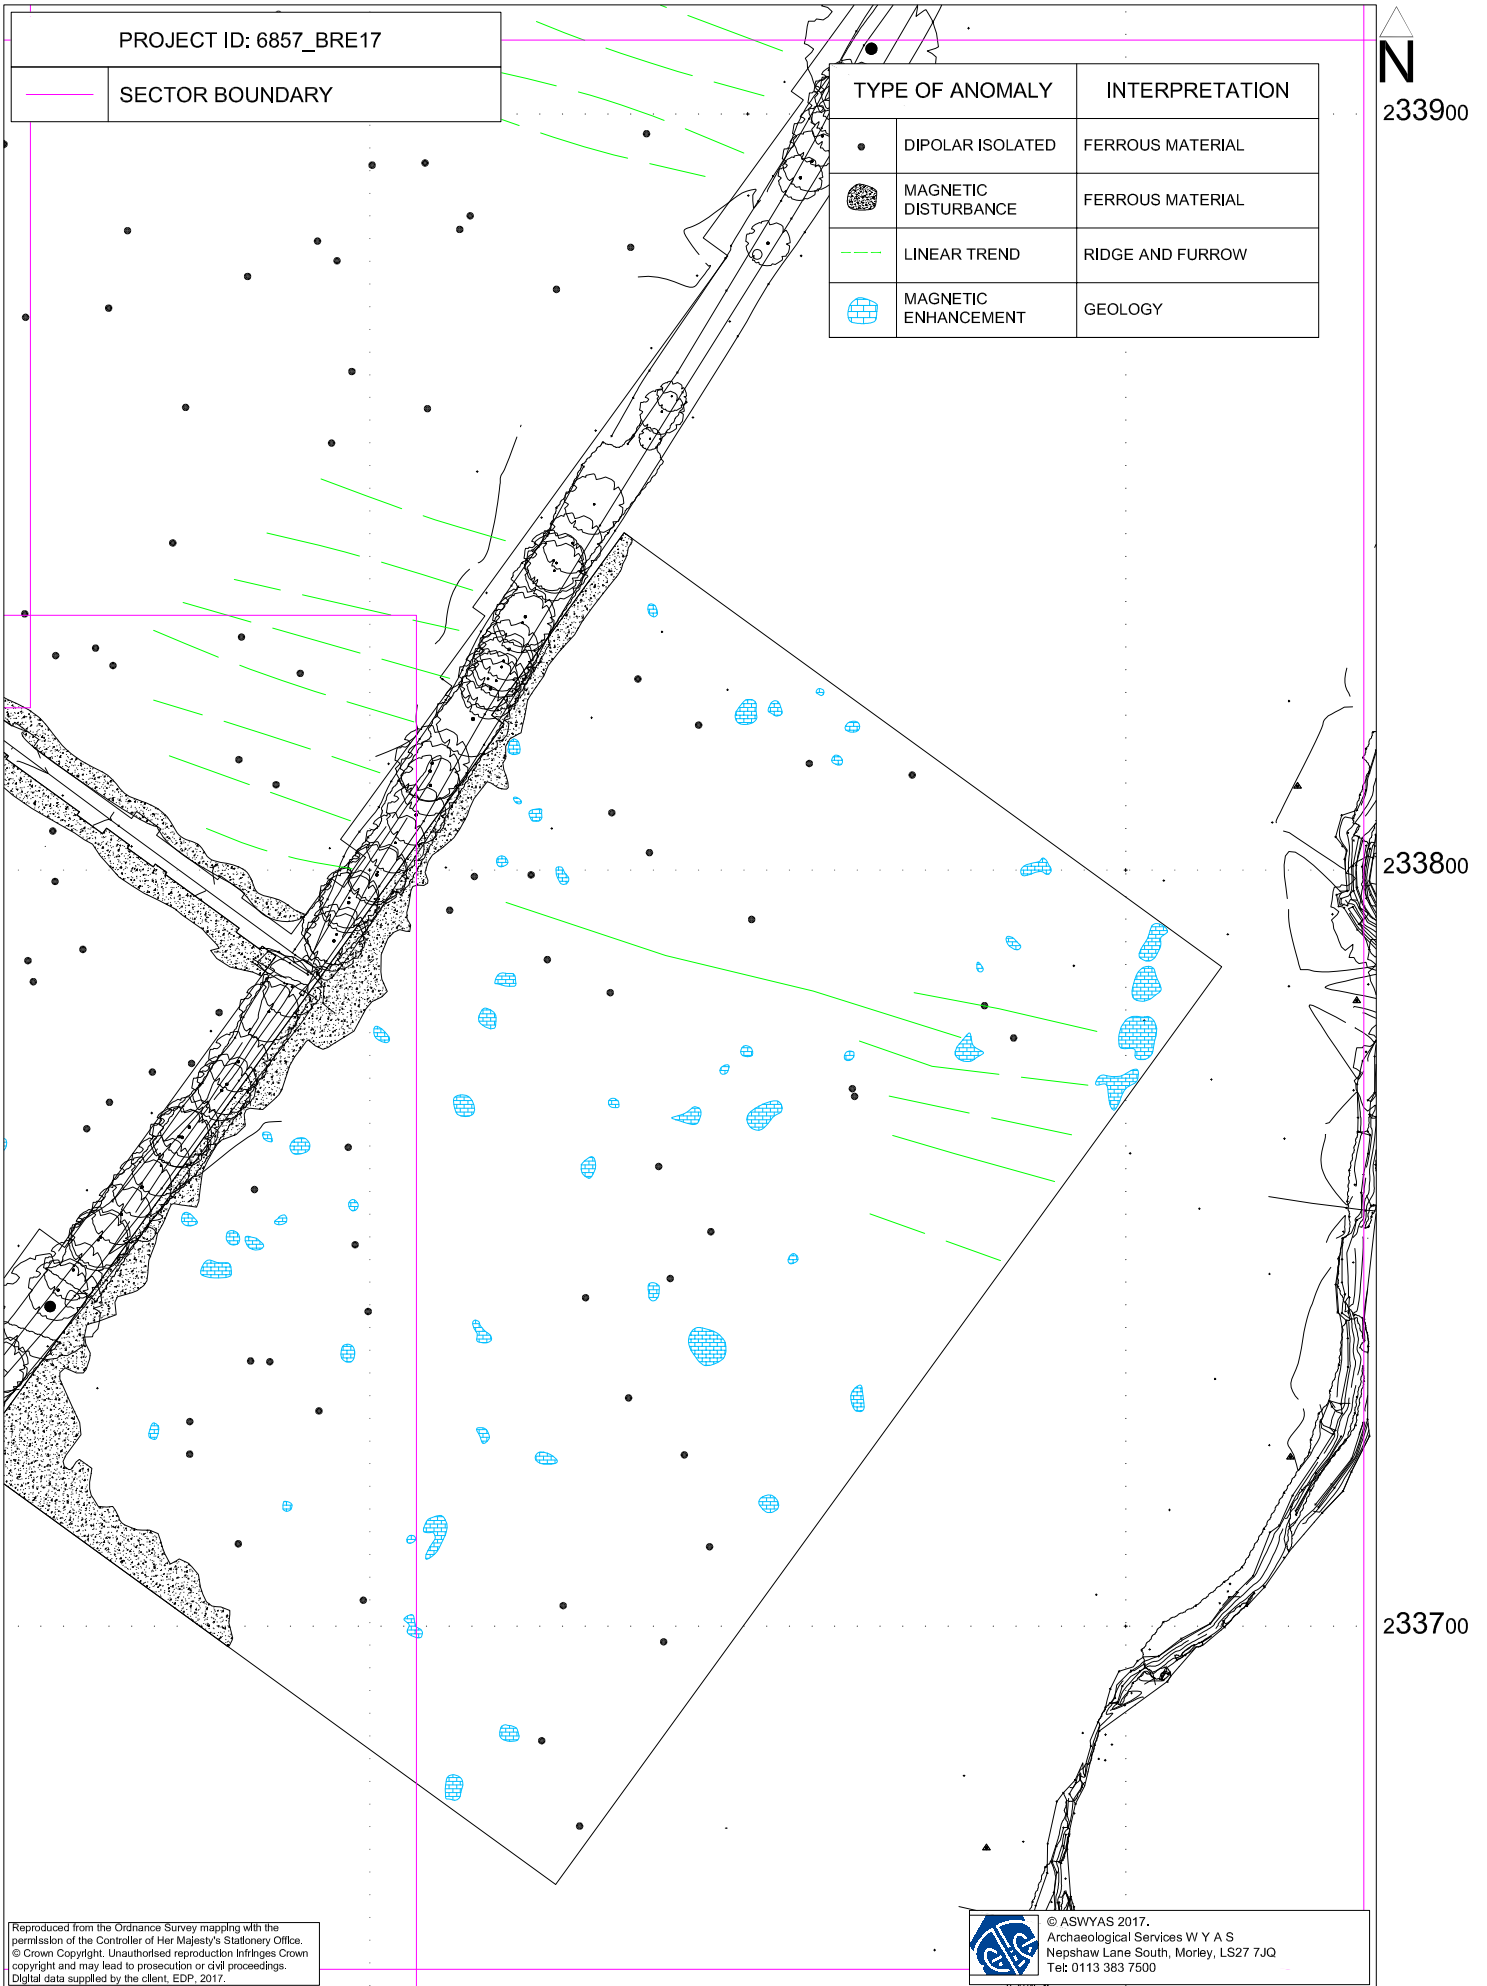 PROJECT ID: 6857_BRE17
SECTOR BOUNDARY
N
TYPE OF ANOMALY INTERPRETATION
DIPOLAR ISOLATED FERROUS MATERIAL
MAGNETIC
DISTURBANCE
FERROUS MATERIAL
LINEAR TREND RIDGE AND FURROW
MAGNETIC
ENHANCEMENT
GEOLOGY
233900
233800
233700
Reproduced from the Ordnance Survey mapping with the
permission of the Controller of Her Majesty's Stationery Office.
© Crown Copyright. Unauthorised reproduction infringes Crown
copyright and may lead to prosecution or civil proceedings.
Digital data supplied by the client, EDP, 2017.
© ASWYAS 2017.
Archaeological Services W Y A S
Nepshaw Lane South, Morley, LS27 7JQ
Tel: 0113 383 7500